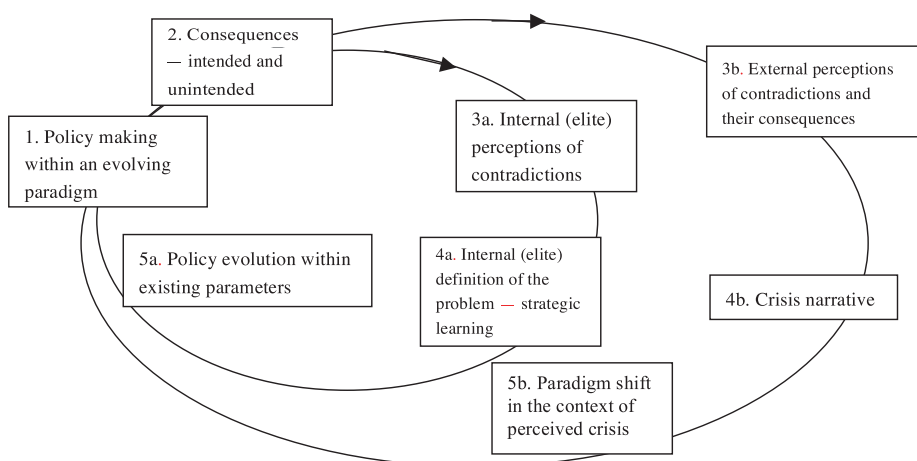 2. Consequences
— intended and
unintended
3b. External perceptions
of contradictions and
their consequences
3a. Internal (elite)
perceptions of
contradictions
1. Policy making
within an evolving
paradigm
5a. Policy evolution within
existing parameters
4a. Internal (elite)
definition of the
problem — strategic
learning
4b. Crisis narrative
5b. Paradigm shift
in the context of
perceived crisis